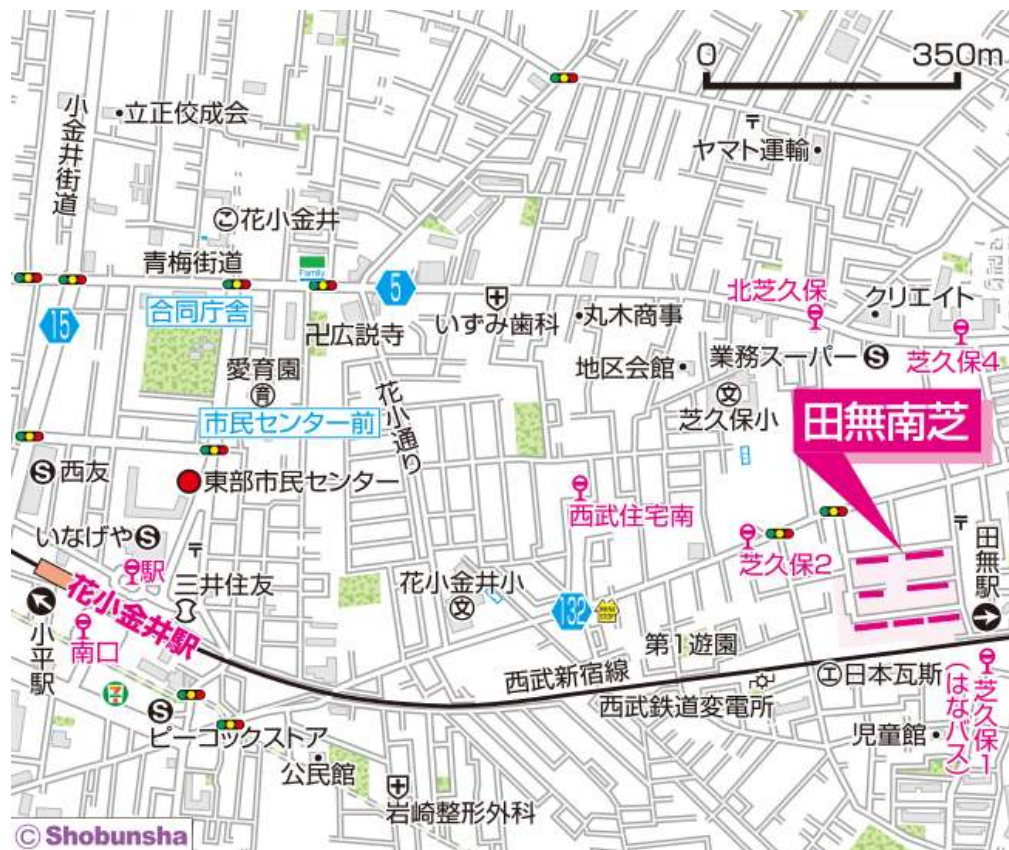 0 350m
小金井街道
立正佼成会
〒
ヤマト運輸
こ花小金井
青梅街道
Family
5
合同庁舎
15
卍広説寺
いずみ歯科
丸木商事
北芝久保
クリエイト
芝久保4
愛育園
育
地区会館
業務スーパー S
文
芝久保小
市民センター前
花小通り
田無南芝
S 西友
東部市民センター
西武住宅南
いなげや S
〒
駅
三井住友
花小金井駅
花小金井小
文
132
MINI STOP
芝久保2
〒
田無駅
小平駅
南口
第1遊園
西武新宿線
西武鉄道変電所
工日本瓦斯
芝久保1
(はなバス)
児童館
7
S
ピーコックストア
公民館
岩崎整形外科
© Shobunsha